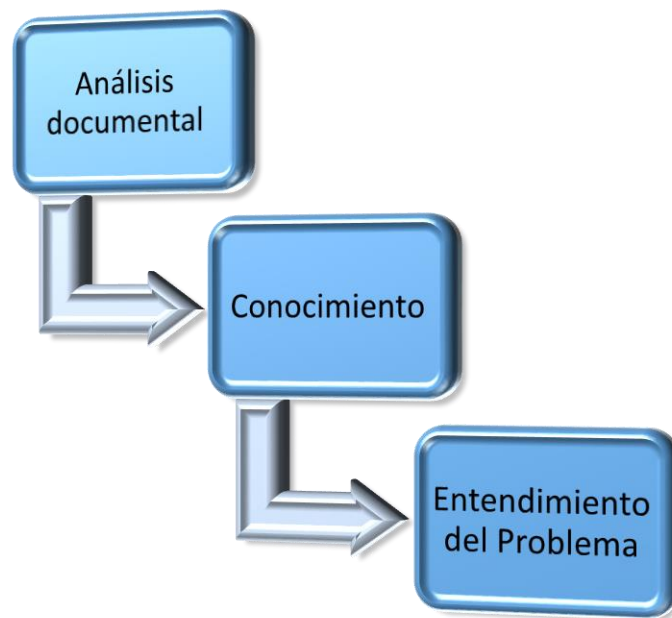 Análisis
documental
Conocimiento
Entendimiento
del Problema